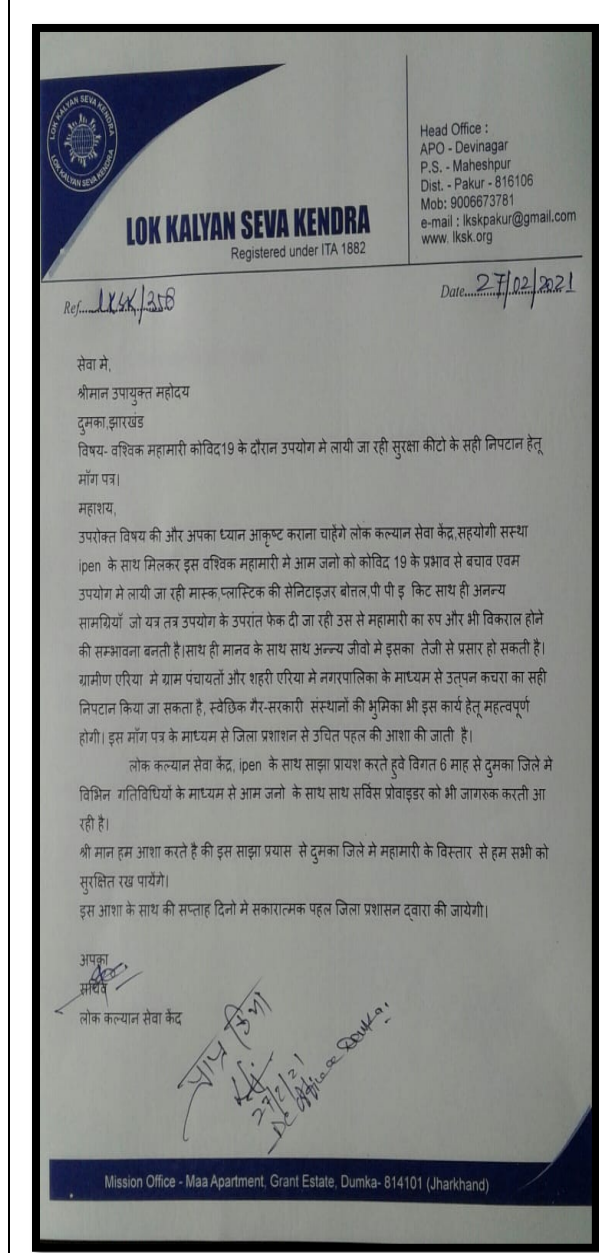 LOK KALYAN SEVA KENDRA
LOK KALYAN SEVA KENDRA
LOK KALYAN SEVA KENDRA
Registered under ITA 1882
Head Office :
APO - Devinagar
P.S. - Maheshpur
Dist. - Pakur - 816106
Mob: 9006673781
e-mail : lkskpakur@gmail.com
www. lksk.org
Ref......LKSK/358
Date......27/02/2021
सेवा मे,
श्रीमान उपायुक्त महोदय
दुमका,झारखंड
विषय- वश्विक महामारी कोविद19 के दौरान उपयोग मे लायी जा रही सुरक्षा कीटो के सही निपटान हेतू
माँग पत्र।
महाशय,
उपरोक्त विषय की और अपका ध्यान आकृष्ट कराना चाहेंगे लोक कल्याण सेवा केंद्र,सहयोगी सस्था
ipen के साथ मिलकर इस वश्विक महामारी मे आम जनो को कोविद 19 के प्रभाव से बचाव एवम
उपयोग मे लायी जा रही मास्क,प्लास्टिक की सेनिटाइजर बोत्तल,पी पी इ किट साथ ही अनन्य
सामग्रियाँ जो यत्र तत्र उपयोग के उपरांत फेक दी जा रही उस से महामारी का रुप और भी विकराल होने
की सम्भावना बनती है।साथ ही मानव के साथ साथ अन्न्य जीवो मे इसका तेजी से प्रसार हो सकती है।
ग्रामीण एरिया मे ग्राम पंचायतों और शहरी एरिया मे नगरपालिका के माध्यम से उत्पन कचरा का सही
निपटान किया जा सकता है, स्वेछिक गैर-सरकारी संस्थानों की भुमिका भी इस कार्य हेतू महत्वपूर्ण
होगी। इस माँग पत्र के माध्यम से जिला प्रशाशन से उचित पहल की आशा की जाती है।
लोक कल्याण सेवा केंद्र, ipen के साथ साझा प्रायश करते हुवे विगत 6 माह से दुमका जिले मे
विभिन गतिविधियों के माध्यम से आम जनो के साथ साथ सर्विस प्रोवाइडर को भी जागरुक करती आ
रही है।
श्री मान हम आशा करते है की इस साझा प्रयास से दुमका जिले मे महामारी के विस्तार से हम सभी को
सुरक्षित रख पायेंगे।
इस आशा के साथ की सप्ताह दिनो मे सकारात्मक पहल जिला प्रशासन द्वारा की जायेगी।
अपका
सचिव
लोक कल्यान सेवा केंद
प्राप्त किया
27/2/21
DC office Dumka.
Mission Office - Maa Apartment, Grant Estate, Dumka- 814101 (Jharkhand)